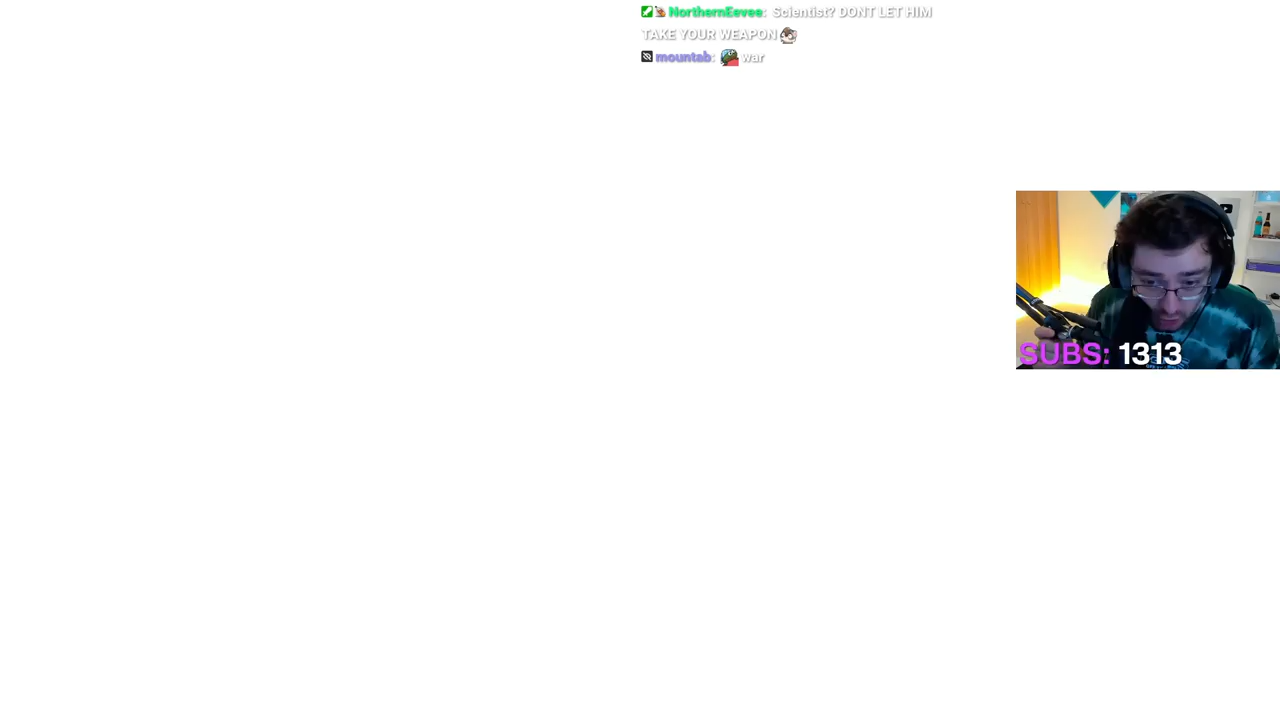 NorthernEevee: Scientist? DONT LET HIM
TAKE YOUR WEAPON
mountab: war
SUBS: 1313